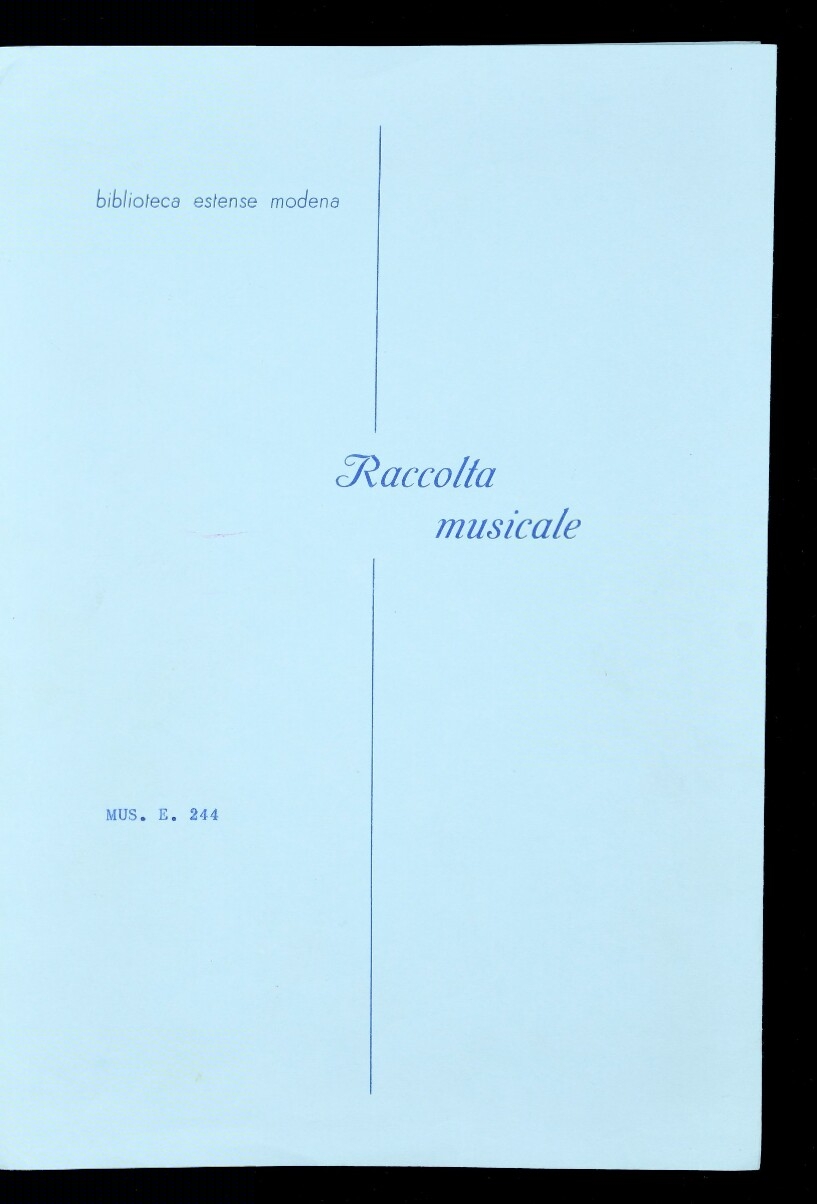 biblioteca estense modena
Raccolta
musicale
MUS. E. 244